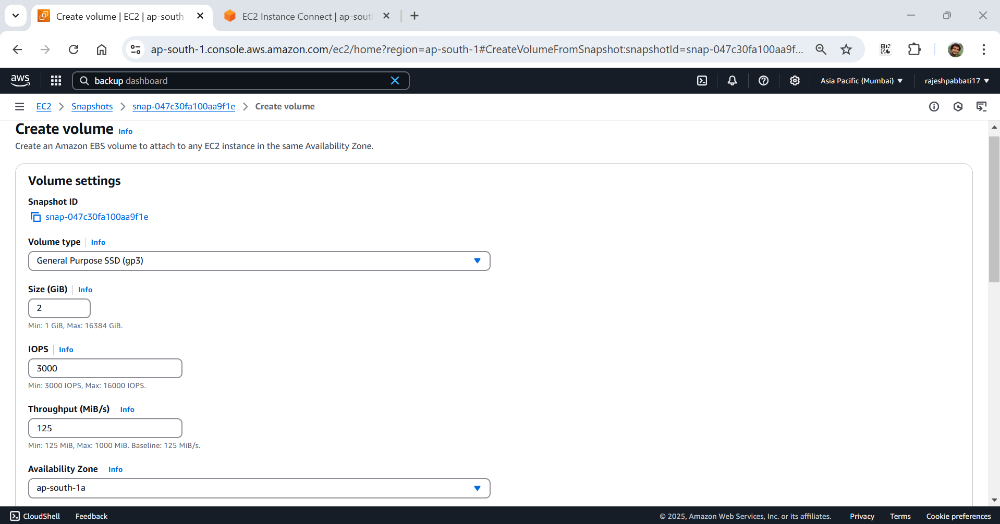 Create volume | EC2 | ap-south-
EC2 Instance Connect | ap-sout
ap-south-1.console.aws.amazon.com/ec2/home?region=ap-south-1#CreateVolumeFromSnapshot:snapshotId=snap-047c30fa100aa9f...
aws
backup dashboard
Asia Pacific (Mumbai)
rajeshpabbati17
EC2 > Snapshots > snap-047c30fa100aa9f1e > Create volume
Create volume Info
Create an Amazon EBS volume to attach to any EC2 instance in the same Availability Zone.
Volume settings
Snapshot ID
snap-047c30fa100aa9f1e
Volume type Info
General Purpose SSD (gp3)
Size (GiB) Info
2
Min: 1 GiB, Max: 16384 GiB.
IOPS Info
3000
Min: 3000 IOPS, Max: 16000 IOPS.
Throughput (MiB/s) Info
125
Min: 125 MiB, Max: 1000 MiB. Baseline: 125 MiB/s.
Availability Zone Info
ap-south-1a
CloudShell Feedback
© 2025, Amazon Web Services, Inc. or its affiliates. Privacy Terms Cookie preferences